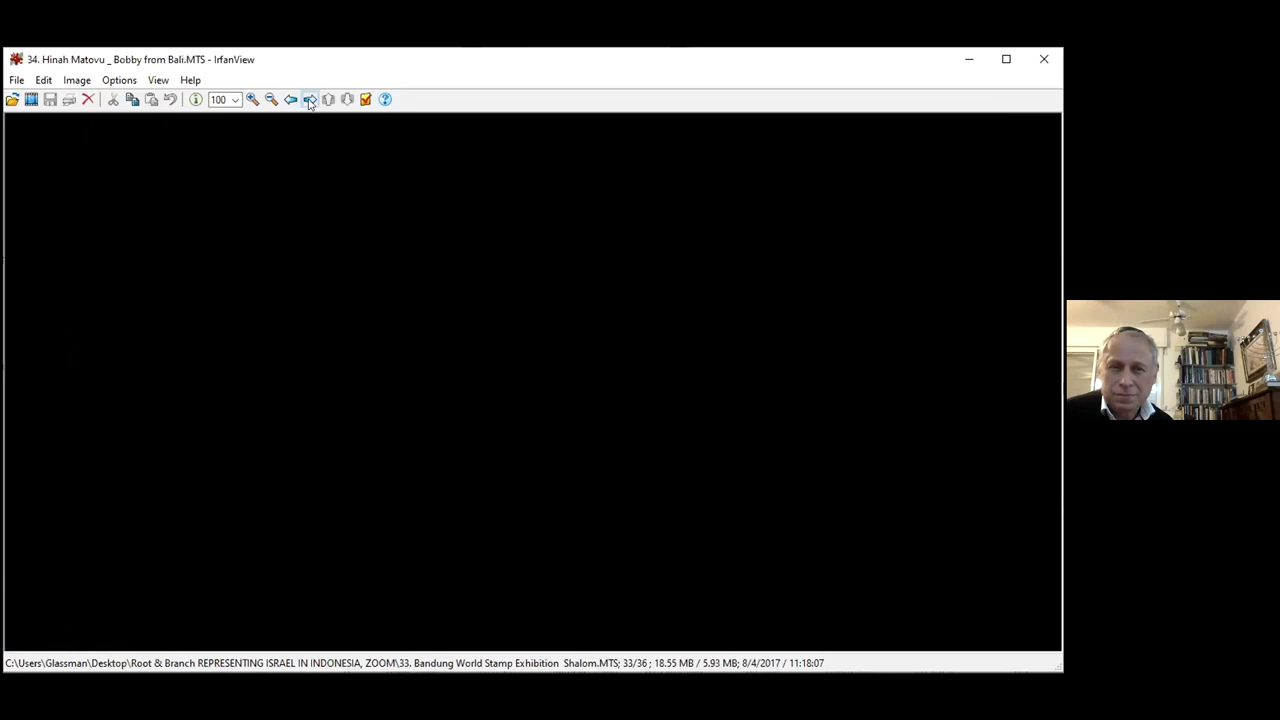 34. Hinah Matovu _ Bobby from Bali.MTS - IrfanView
File Edit Image Options View Help
100
C:\Users\Glassman\Desktop\Root & Branch REPRESENTING ISRAEL IN INDONESIA, ZOOM\33. Bandung World Stamp Exhibition  Shalom.MTS; 33/36 ; 18.55 MB / 5.93 MB; 8/4/2017 / 11:18:07